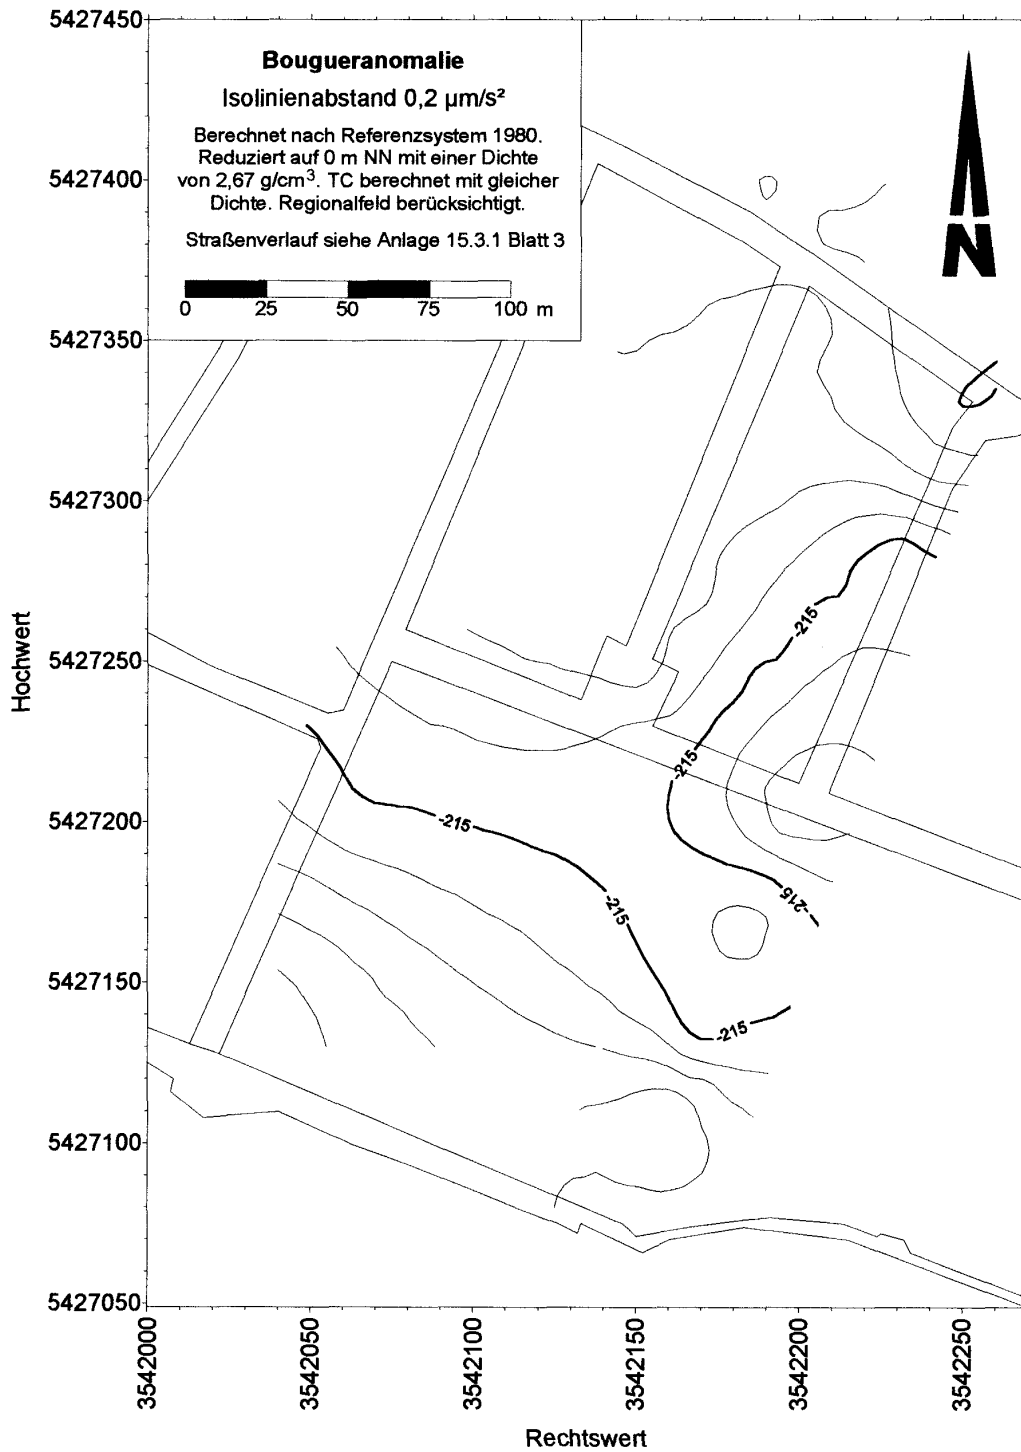 Bougueranomalie
Isolinienabstand 0,2 µm/s²
Berechnet nach Referenzsystem 1980.
Reduziert auf 0 m NN mit einer Dichte
von 2,67 g/cm³. TC berechnet mit gleicher
Dichte. Regionalfeld berücksichtigt.
Straßenverlauf siehe Anlage 15.3.1 Blatt 3
0 25 50 75 100 m
N
5427450
5427400
5427350
5427300
5427250
5427200
5427150
5427100
5427050
Hochwert
-215
-215
-215
-215
-215
-215
3542000
3542050
3542100
3542150
3542200
3542250
Rechtswert